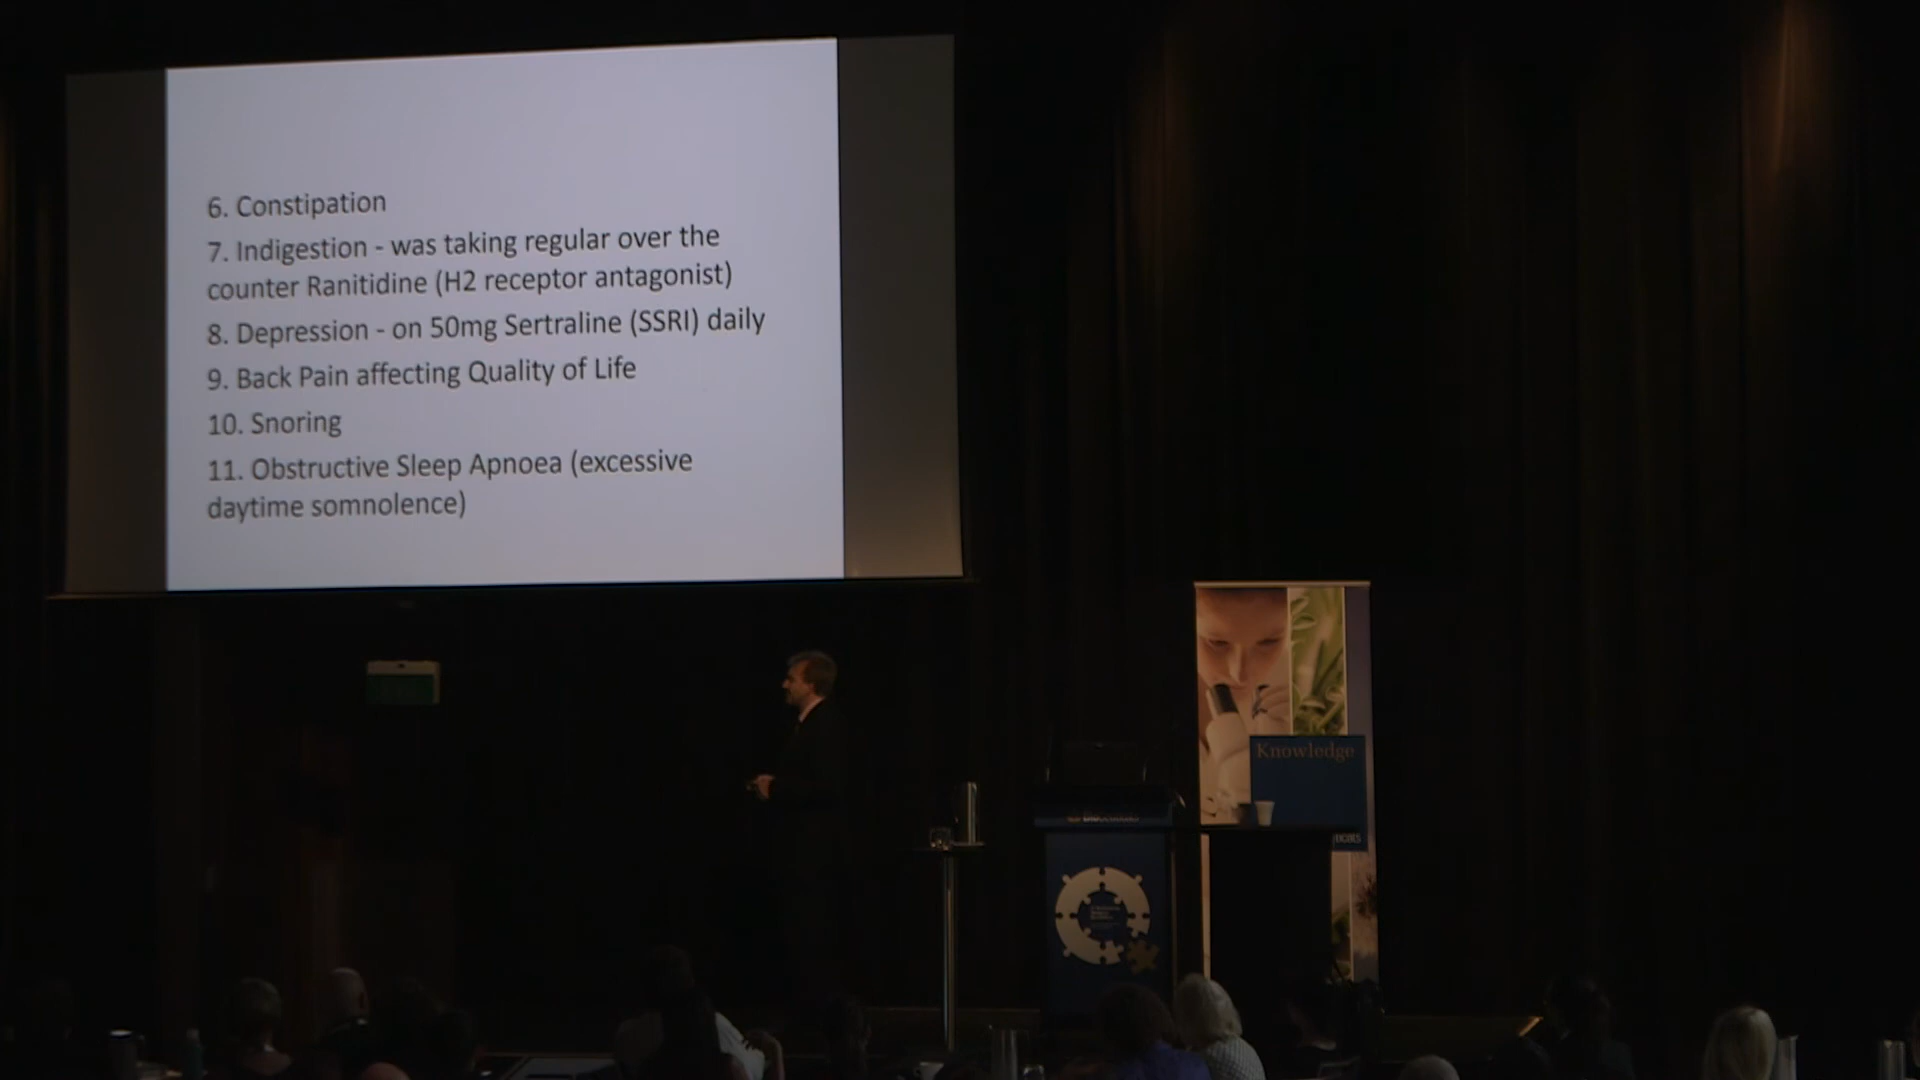 6. Constipation
7. Indigestion - was taking regular over the
counter Ranitidine (H2 receptor antagonist)
8. Depression - on 50mg Sertraline (SSRI) daily
9. Back Pain affecting Quality of Life
10. Snoring
11. Obstructive Sleep Apnoea (excessive
daytime somnolence)
Knowledge